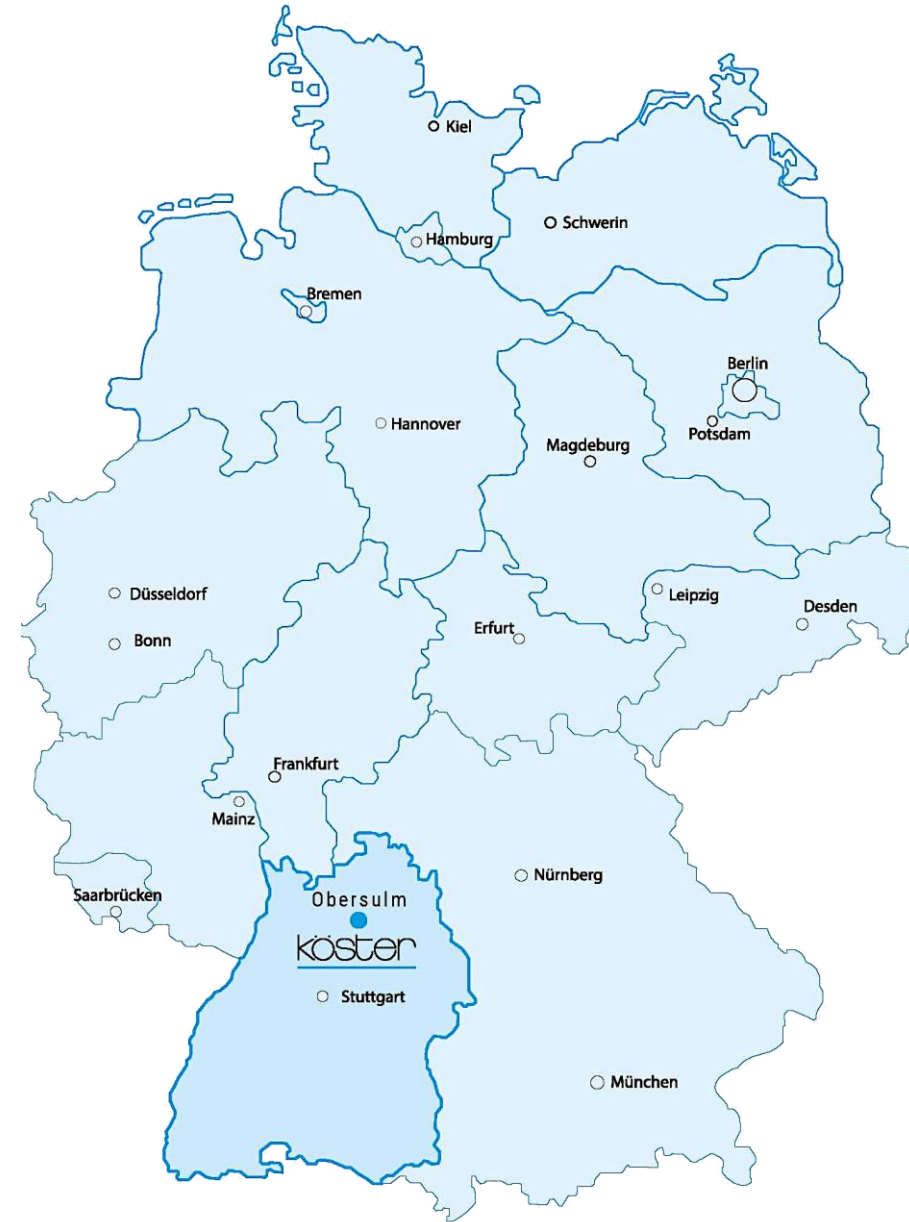 Kiel
Schwerin
Hamburg
Bremen
Berlin
Hannover
Potsdam
Magdeburg
Leipzig
Düsseldorf
Desden
Erfurt
Bonn
Frankfurt
Mainz
Nürnberg
Saarbrücken
Obersulm
köster
Stuttgart
München